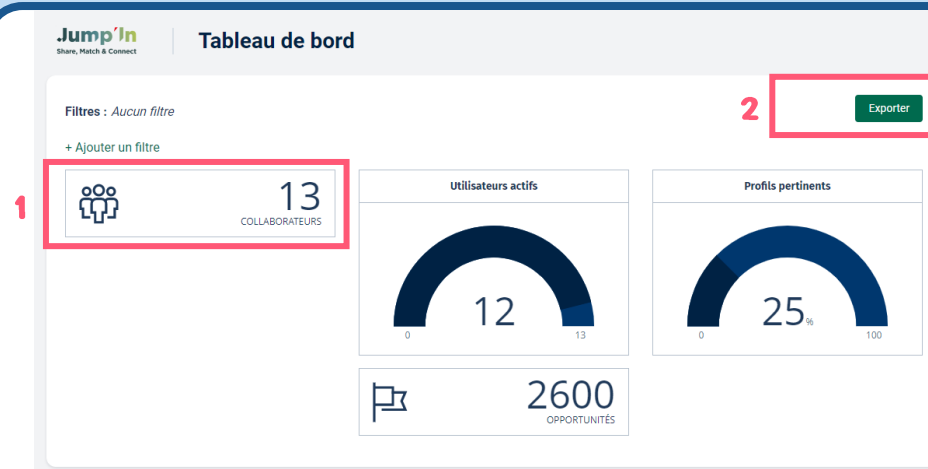 Jump'In
Share, Match & Connect
Tableau de bord
Filtres : Aucun filtre
2
Exporter
+ Ajouter un filtre
1
13
COLLABORATEURS
Utilisateurs actifs
12
0
13
Profils pertinents
25%
0
100
2600
OPPORTUNITÉS